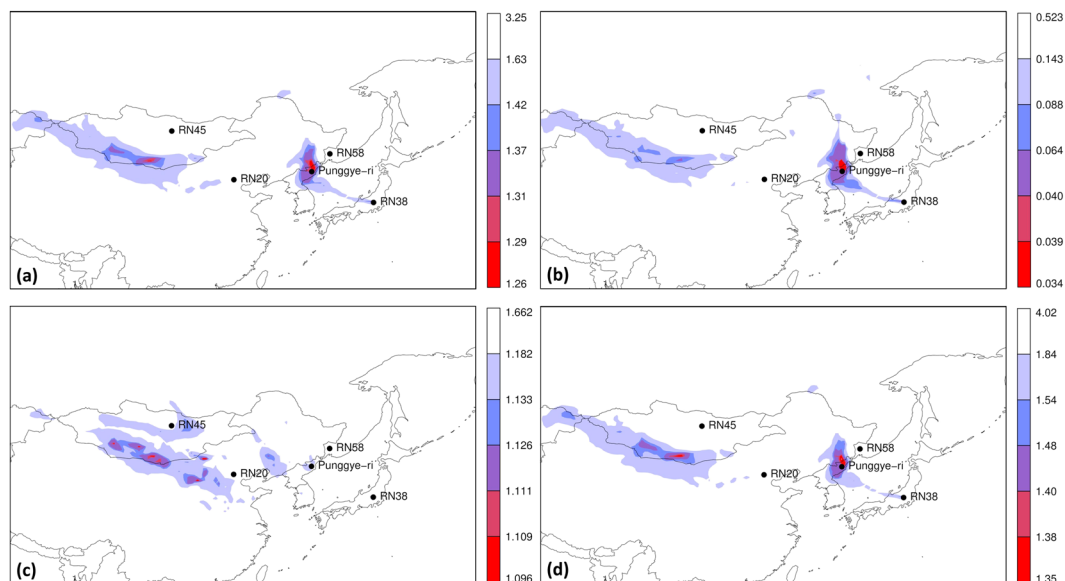 3.25
1.63
1.42
1.37
1.31
1.29
1.26
RN45
RN58
RN20
Punggye-ri
RN38
(a)
0.523
0.143
0.088
0.064
0.040
0.039
0.034
RN45
RN58
RN20
Punggye-ri
RN38
(b)
1.662
1.182
1.133
1.126
1.111
1.109
1.096
RN45
RN58
RN20
Punggye-ri
RN38
(c)
4.02
1.84
1.54
1.48
1.40
1.38
1.35
RN45
RN58
RN20
Punggye-ri
RN38
(d)